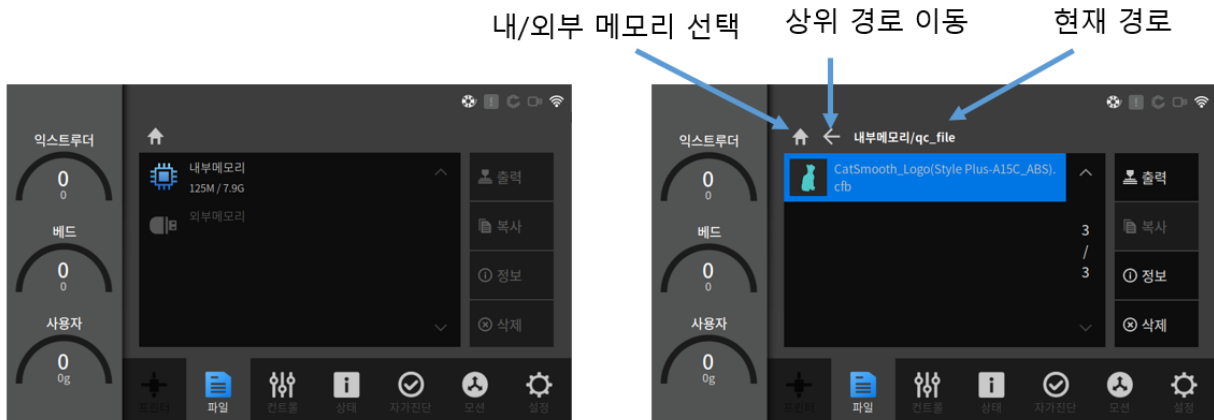 내/외부 메모리 선택
상위 경로 이동
현재 경로
익스트루더
0
0
베드
0
0
사용자
0
0g
내부메모리
125M / 7.9G
외부메모리
출력
복사
정보
삭제
프린터
파일
컨트롤
상태
자가진단
모션
설정
익스트루더
0
0
베드
0
0
사용자
0
0g
내부메모리/qc_file
CatSmooth_Logo(Style Plus-A15C_ABS).
cfb
3
/
3
출력
복사
정보
삭제
프린터
파일
컨트롤
상태
자가진단
모션
설정